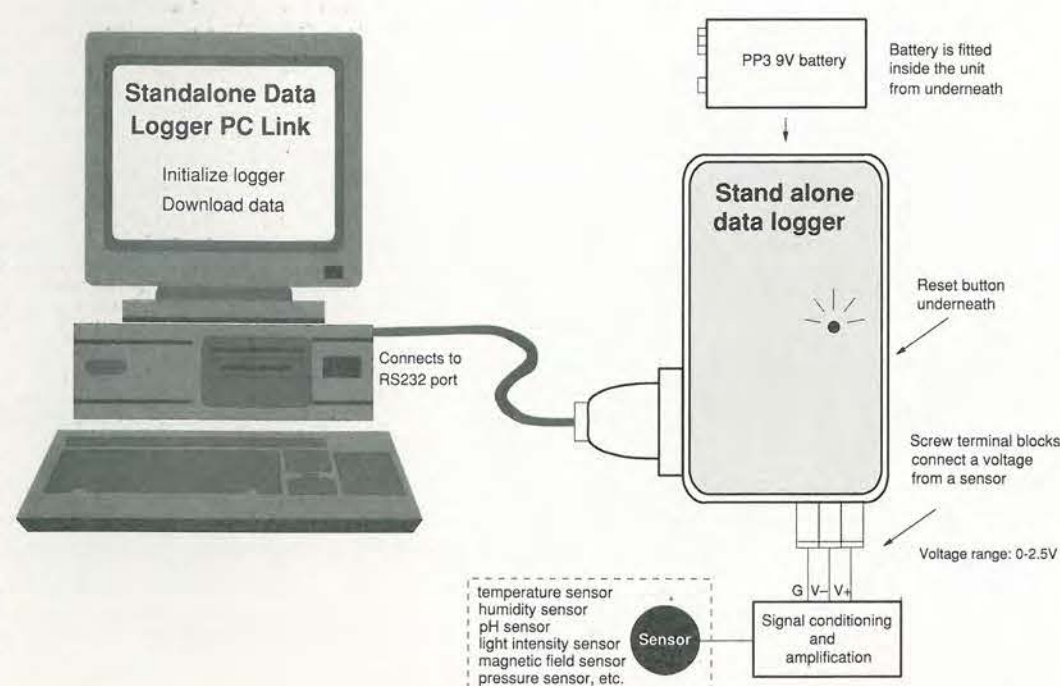 Standalone Data
Logger PC Link
Initialize logger
Download data
Connects to
RS232 port
PP3 9V battery
Battery is fitted
inside the unit
from underneath
Stand alone
data logger
Reset button
underneath
Screw terminal blocks
connect a voltage
from a sensor
Voltage range: 0-2.5V
G V– V+
Signal conditioning
and
amplification
Sensor
temperature sensor
humidity sensor
pH sensor
light intensity sensor
magnetic field sensor
pressure sensor, etc.